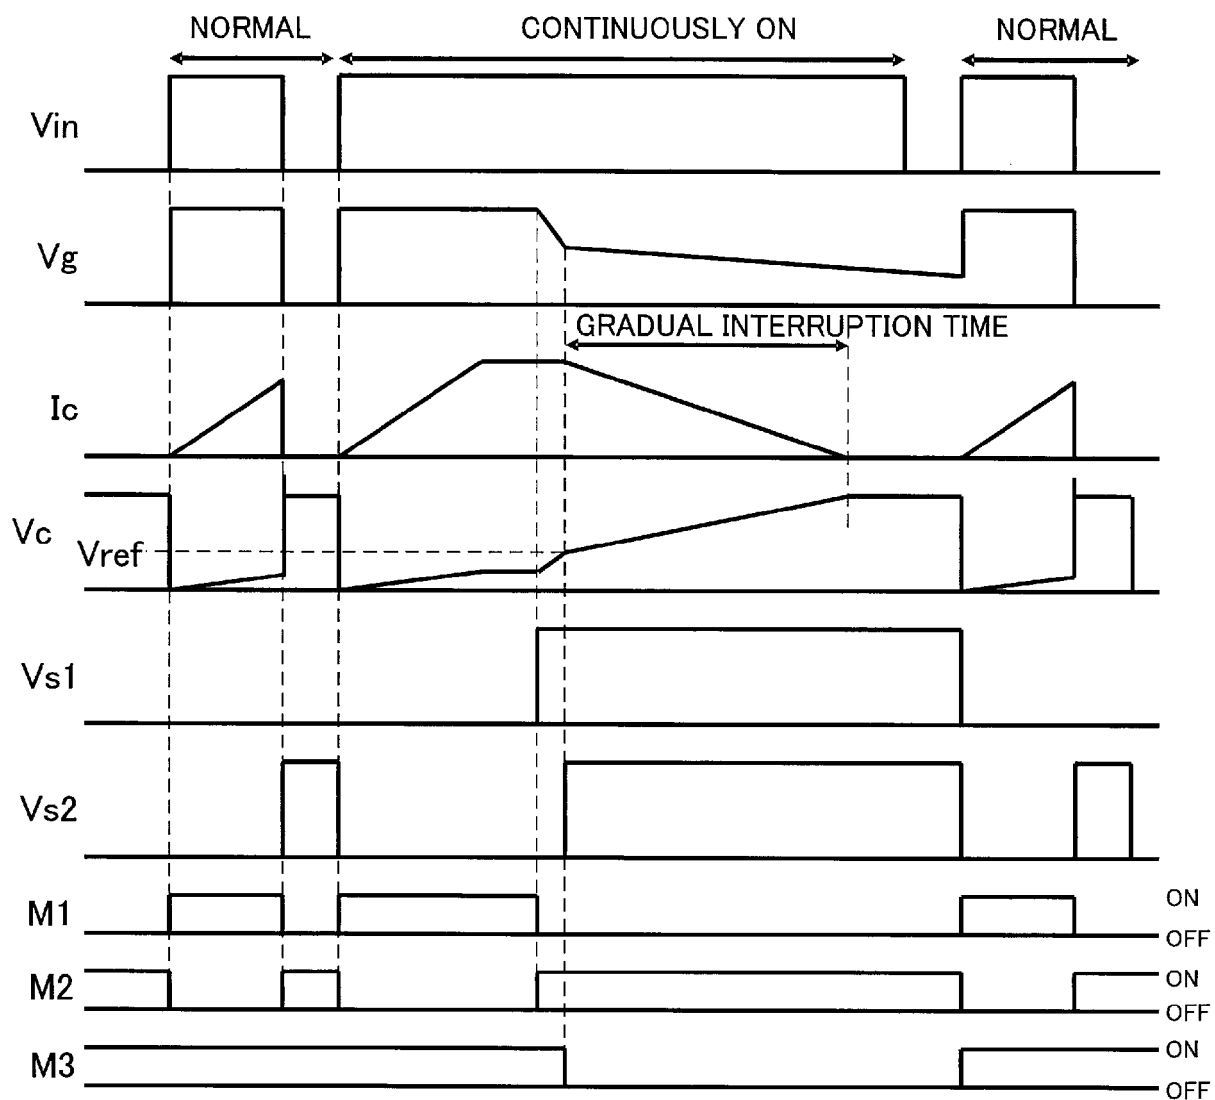 NORMAL
CONTINUOUSLY ON
NORMAL
Vin
Vg
GRADUAL INTERRUPTION TIME
Ic
Vc
Vref
Vs1
Vs2
M1
ON
OFF
M2
ON
OFF
M3
ON
OFF